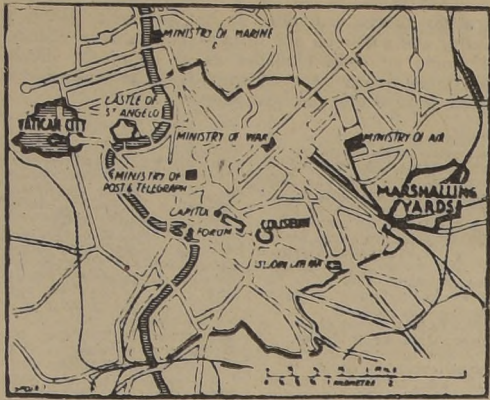 MINISTRY OF MARINE
CASTLE OF
ST ANGELO
VATICAN CITY
MINISTRY OF WAR
MINISTRY OF AIR
MINISTRY OF
POST & TELEGRAPH
MARSHALLING
YARDS
CAPITOL
COLISEUM
FORUM